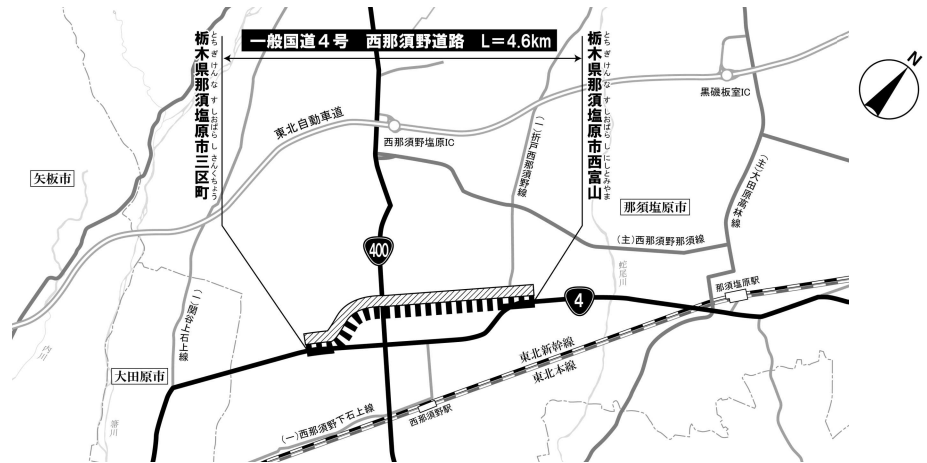 一般国道4号 西那須野道路 L=4.6km
栃木県那須塩原市三区町
とちぎけんなすしおばらしさんくちょう
栃木県那須塩原市西富山
とちぎけんなすしおばらしにしとみやま
N
黒磯板室IC
東北自動車道
西那須野塩原IC
(一)折戸西那須野線
(主)大田原高林線
矢板市
那須塩原市
(主)西那須野那須線
400
蛇尾川
那須塩原駅
4
(一)関谷上石上線
内川
東北新幹線
東北本線
大田原市
箒川
(一)西那須野下石上線
西那須野駅